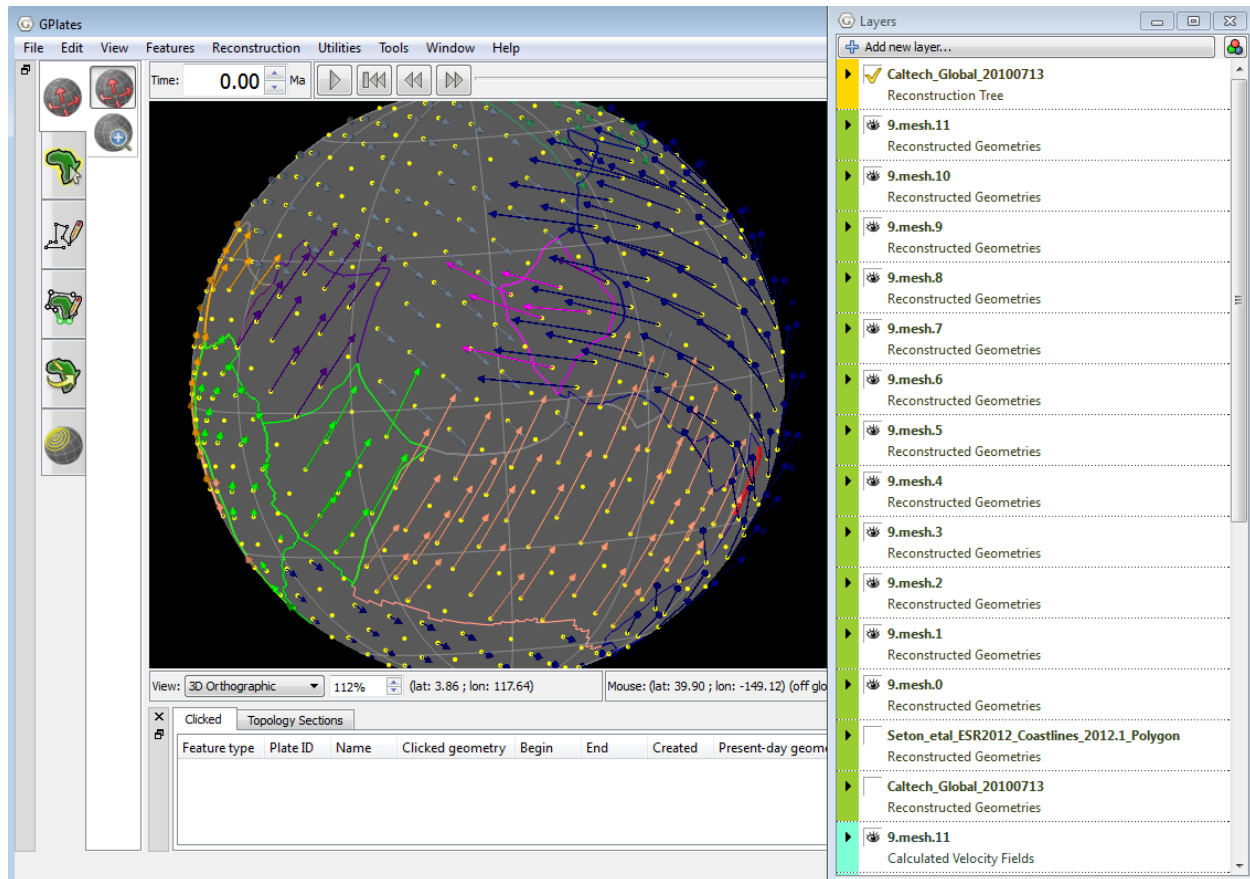 GPlates
File Edit View Features Reconstruction Utilities Tools Window Help
Time: 0.00 Ma
View: 3D Orthographic 112% (lat: 3.86 ; lon: 117.64) Mouse: (lat: 39.90 ; lon: -149.12) (off glo
Clicked Topology Sections
Feature type Plate ID Name Clicked geometry Begin End Created Present-day geome
Layers
Add new layer...
Caltech_Global_20100713
Reconstruction Tree
9.mesh.11
Reconstructed Geometries
9.mesh.10
Reconstructed Geometries
9.mesh.9
Reconstructed Geometries
9.mesh.8
Reconstructed Geometries
9.mesh.7
Reconstructed Geometries
9.mesh.6
Reconstructed Geometries
9.mesh.5
Reconstructed Geometries
9.mesh.4
Reconstructed Geometries
9.mesh.3
Reconstructed Geometries
9.mesh.2
Reconstructed Geometries
9.mesh.1
Reconstructed Geometries
9.mesh.0
Reconstructed Geometries
Seton_etal_ESR2012_Coastlines_2012.1_Polygon
Reconstructed Geometries
Caltech_Global_20100713
Reconstructed Geometries
9.mesh.11
Calculated Velocity Fields